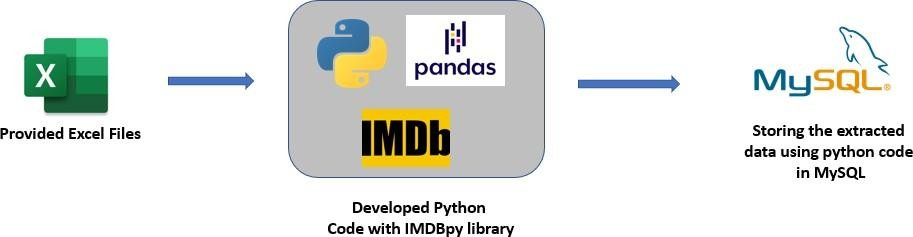 X
Provided Excel Files
pandas
IMDb
Developed Python
Code with IMDBpy library
MySQL®
Storing the extracted
data using python code
in MySQL